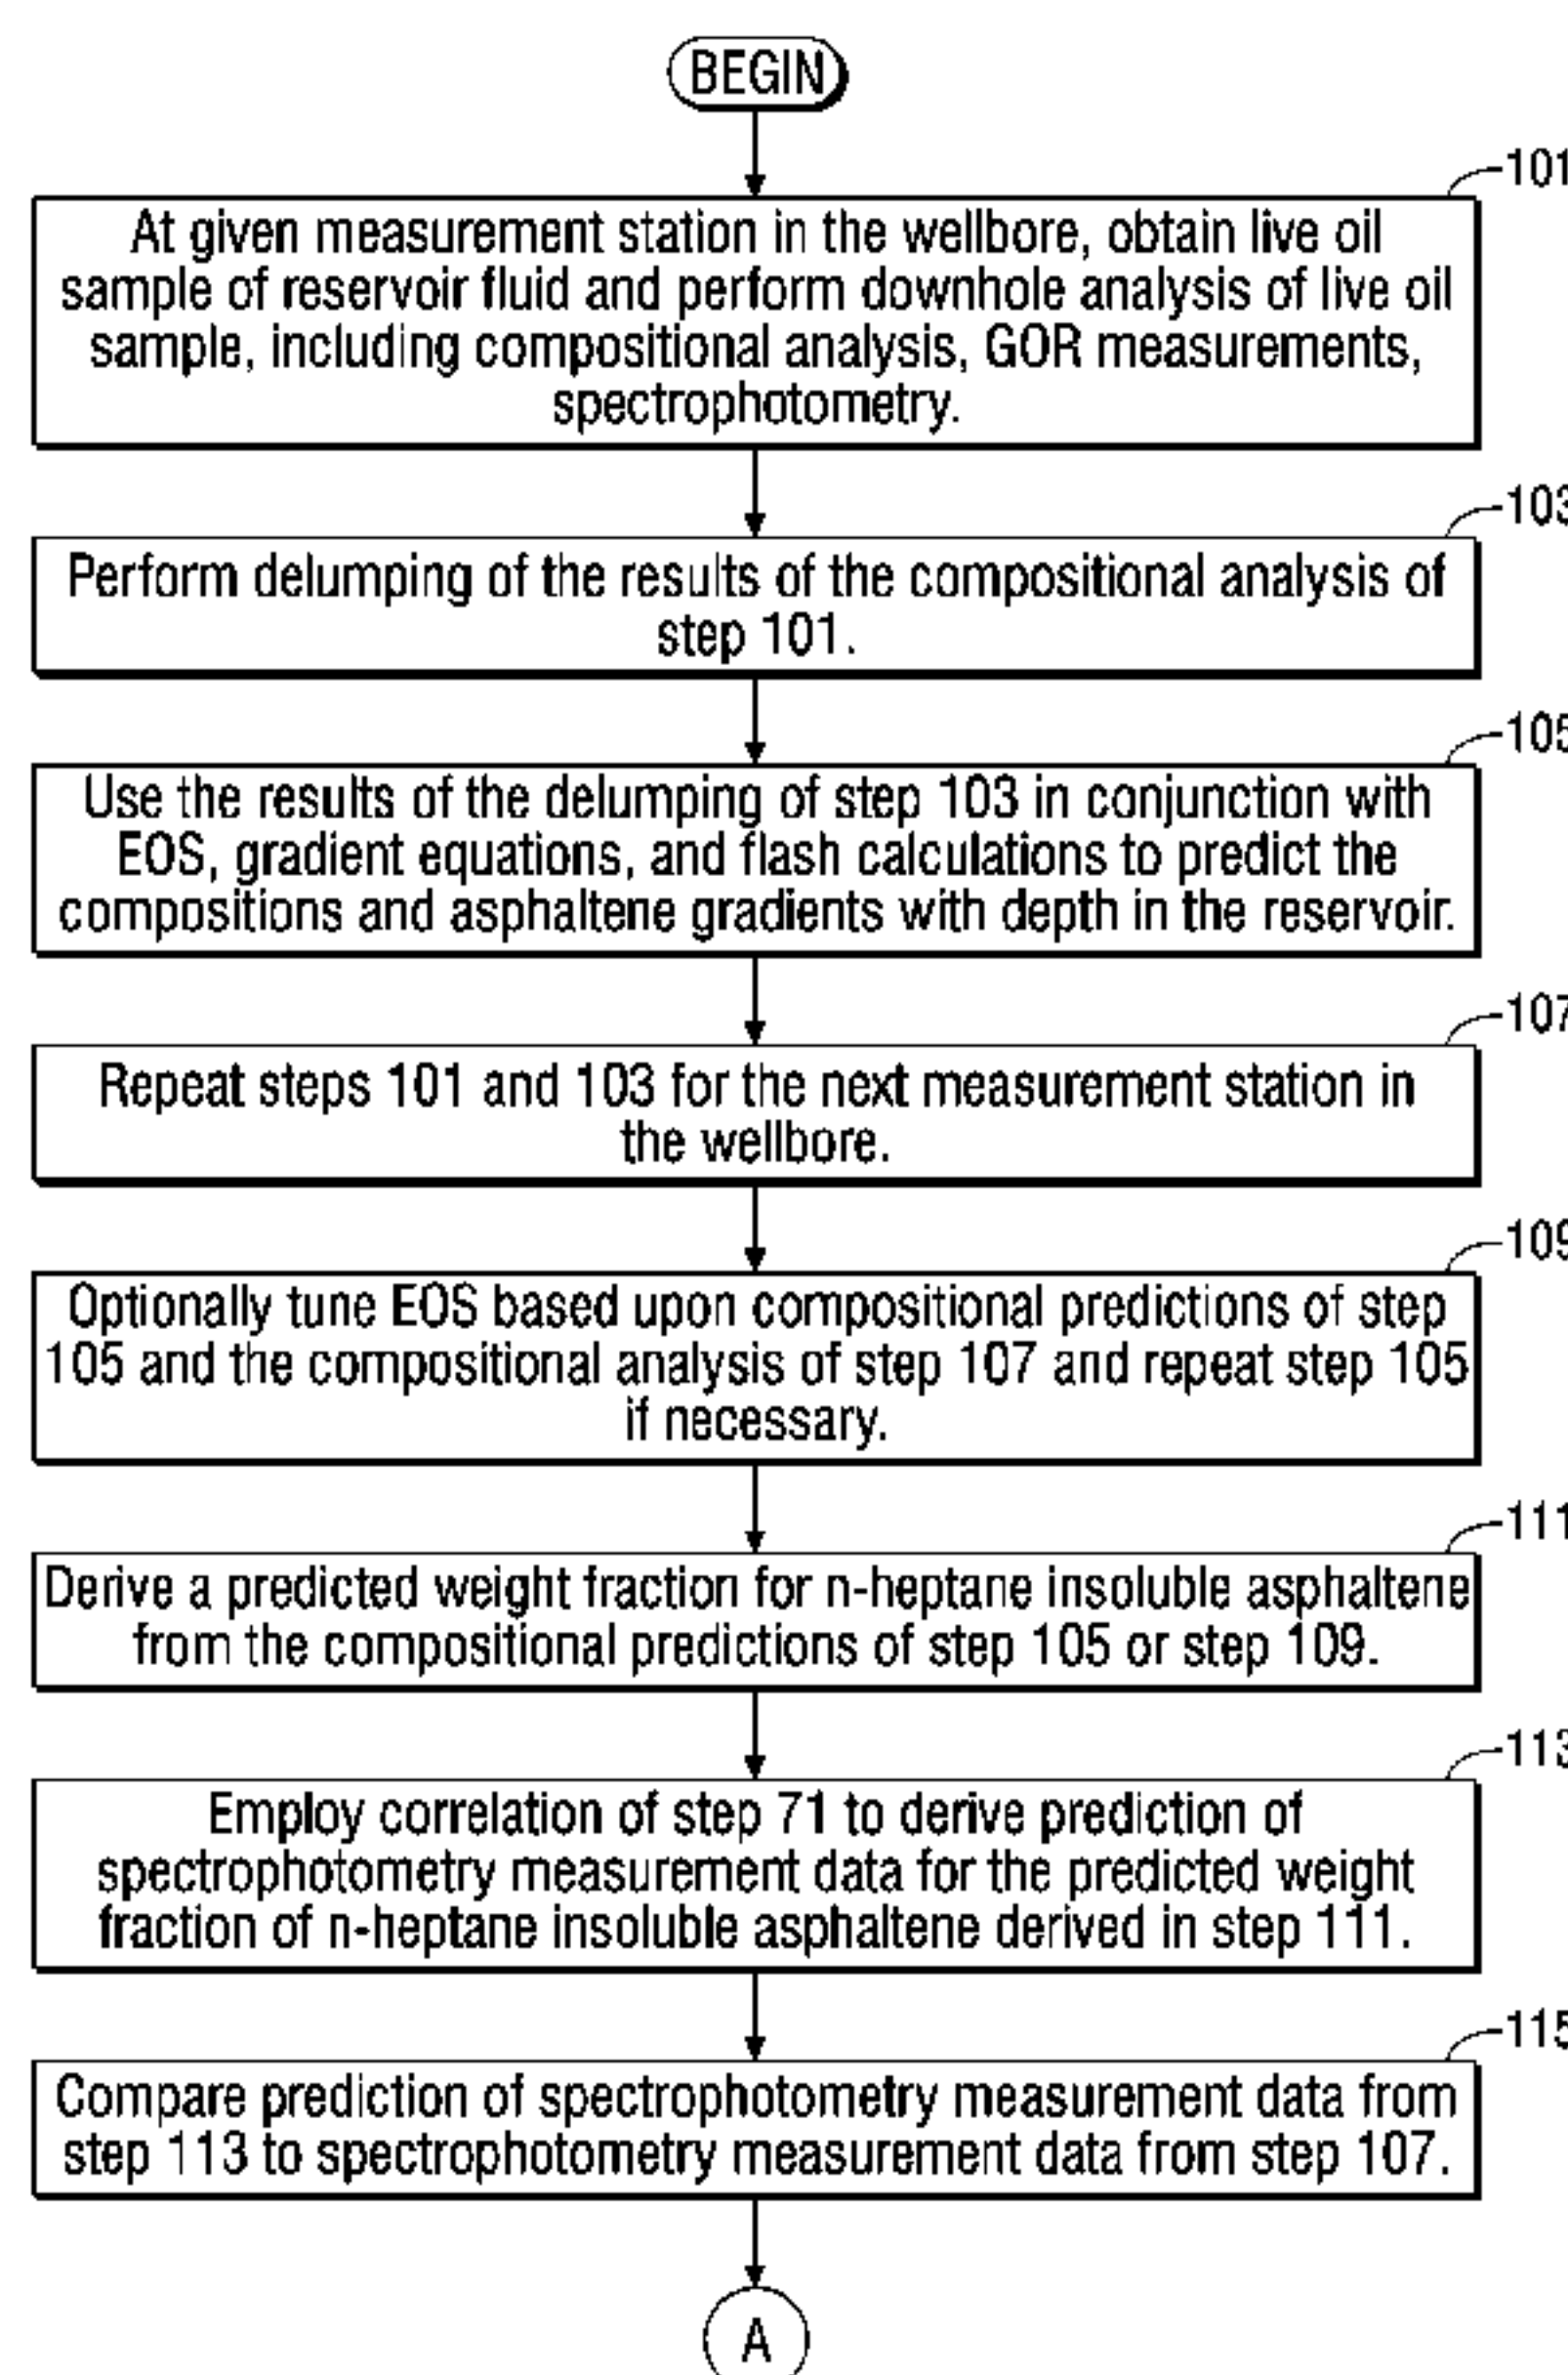 BEGIN
101
At given measurement station in the wellbore, obtain live oil
sample of reservoir fluid and perform downhole analysis of live oil
sample, including compositional analysis, GOR measurements,
spectrophotometry.
103
Perform delumping of the results of the compositional analysis of
step 101.
105
Use the results of the delumping of step 103 in conjunction with
EOS, gradient equations, and flash calculations to predict the
compositions and asphaltene gradients with depth in the reservoir.
107
Repeat steps 101 and 103 for the next measurement station in
the wellbore.
109
Optionally tune EOS based upon compositional predictions of step
105 and the compositional analysis of step 107 and repeat step 105
if necessary.
111
Derive a predicted weight fraction for n-heptane insoluble asphaltene
from the compositional predictions of step 105 or step 109.
113
Employ correlation of step 71 to derive prediction of
spectrophotometry measurement data for the predicted weight
fraction of n-heptane insoluble asphaltene derived in step 111.
115
Compare prediction of spectrophotometry measurement data from
step 113 to spectrophotometry measurement data from step 107.
A